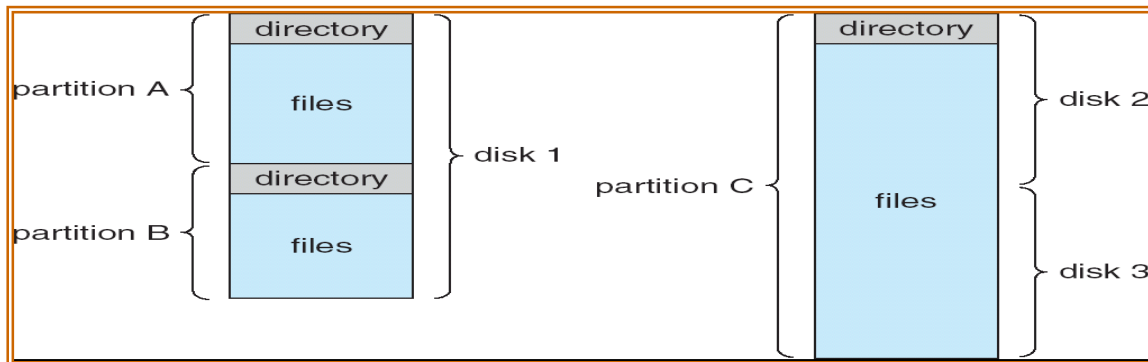 directory
partition A
files
disk 1
directory
partition B
files
directory
disk 2
partition C
files
disk 3